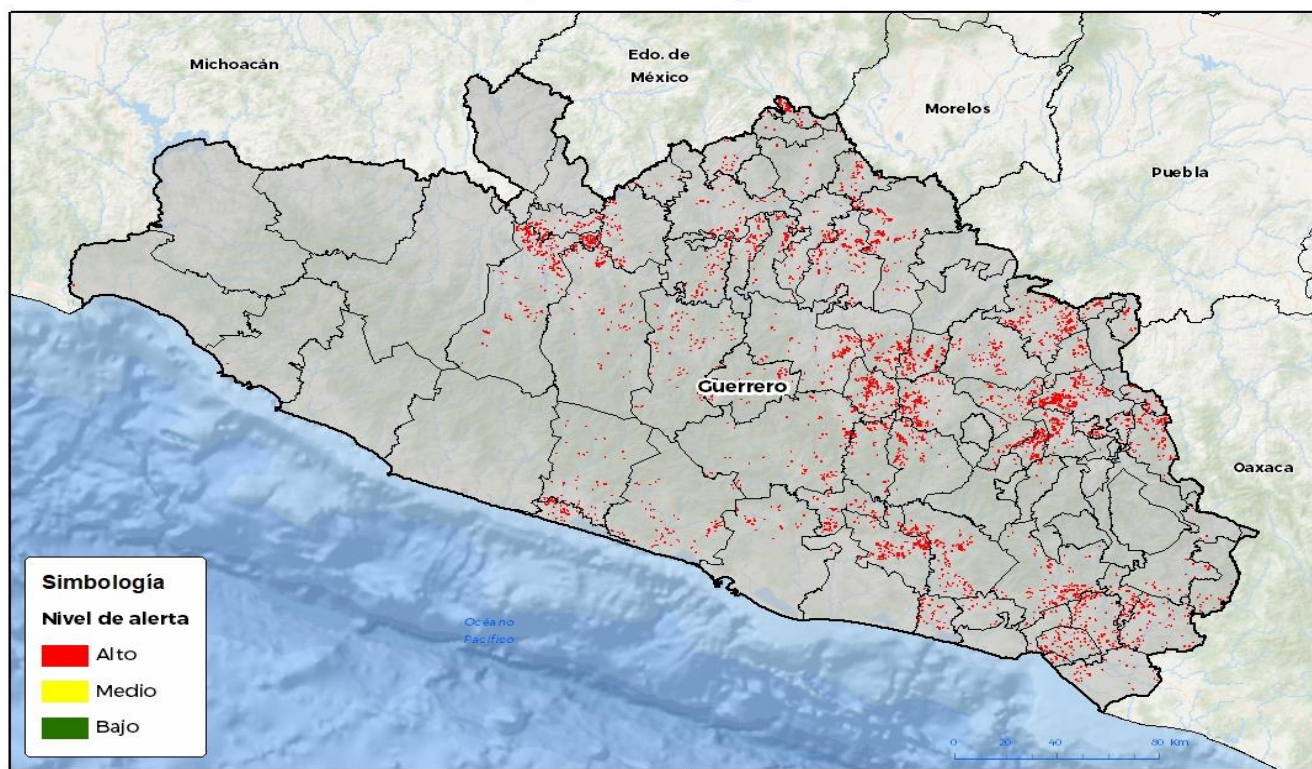 Michoacán
Edo. de
México
Morelos
Puebla
Guerrero
Oaxaca
Océano
Pacífico
Simbología
Nivel de alerta
Alto
Medio
Bajo
0 20 40 80 Km